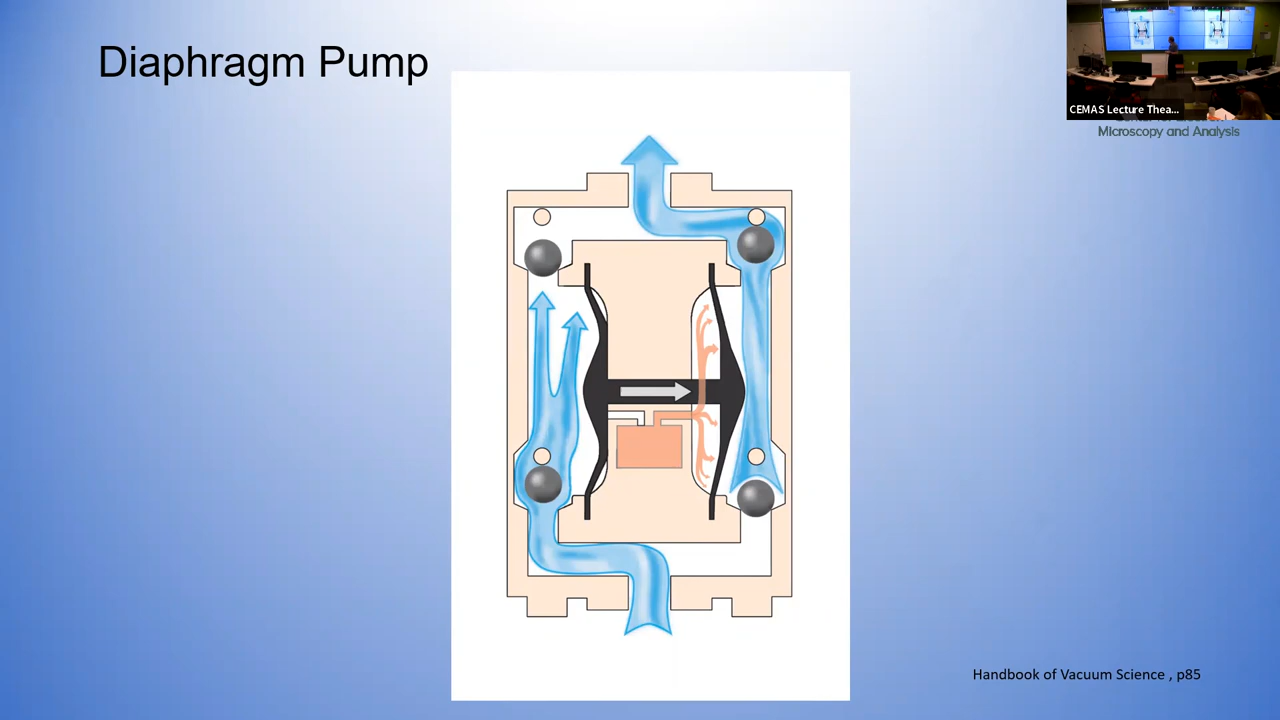 Diaphragm Pump
CEMAS Lecture Thea...
Microscopy and Analysis
Handbook of Vacuum Science , p85